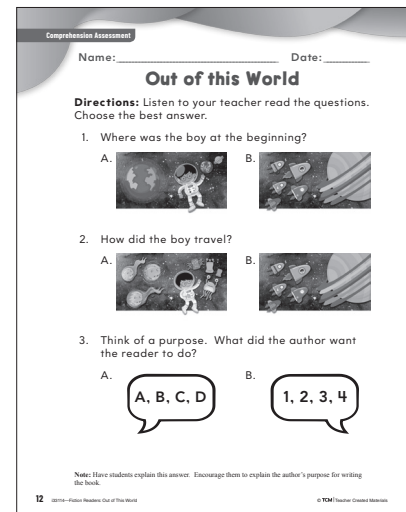 Comprehension Assessment
Name: Date:
Out of this World
Directions: Listen to your teacher read the questions.
Choose the best answer.
1. Where was the boy at the beginning?
A. B.
2. How did the boy travel?
A. B.
3. Think of a purpose. What did the author want
the reader to do?
A. B.
A, B, C, D 1, 2, 3, 4
Note: Have students explain this answer. Encourage them to explain the author's purpose for writing
the book.
12 i33714—Fiction Readers: Out of This World © TCM | Teacher Created Materials